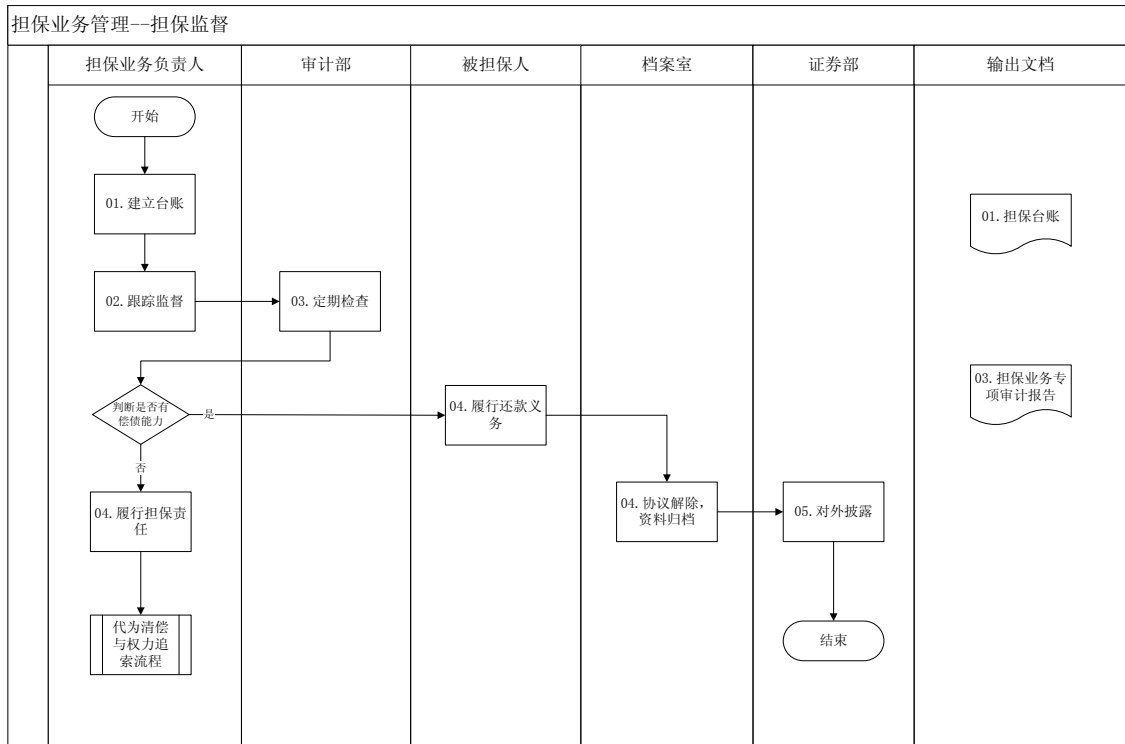 担保业务管理--担保监督
担保业务负责人
审计部
被担保人
档案室
证券部
输出文档
开始
01.建立台账
01.担保台账
02.跟踪监督
03.定期检查
判断是否有
偿债能力
是
04.履行还款义
务
03.担保业务专
项审计报告
否
04.履行担保责
任
04.协议解除，
资料归档
05.对外披露
代为清偿
与权力追
索流程
结束